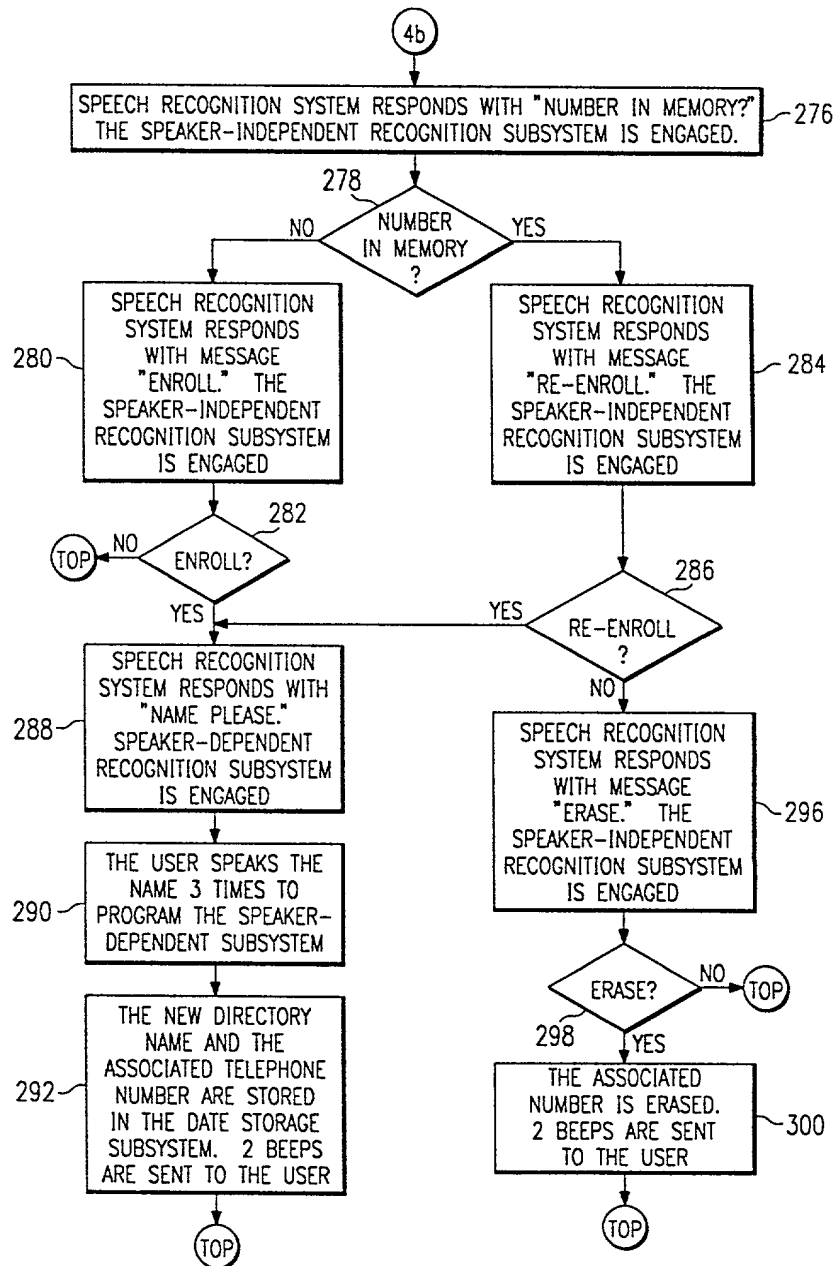 4b
SPEECH RECOGNITION SYSTEM RESPONDS WITH "NUMBER IN MEMORY?"
THE SPEAKER-INDEPENDENT RECOGNITION SUBSYSTEM IS ENGAGED.
276
278
NUMBER
IN MEMORY
?
NO
YES
SPEECH RECOGNITION
SYSTEM RESPONDS
WITH MESSAGE
"ENROLL." THE
SPEAKER-INDEPENDENT
RECOGNITION SUBSYSTEM
IS ENGAGED
280
SPEECH RECOGNITION
SYSTEM RESPONDS
WITH MESSAGE
"RE-ENROLL." THE
SPEAKER-INDEPENDENT
RECOGNITION SUBSYSTEM
IS ENGAGED
284
282
ENROLL?
NO
TOP
YES
286
RE-ENROLL
?
YES
NO
SPEECH RECOGNITION
SYSTEM RESPONDS WITH
"NAME PLEASE."
SPEAKER-DEPENDENT
RECOGNITION SUBSYSTEM
IS ENGAGED
288
SPEECH RECOGNITION
SYSTEM RESPONDS
WITH MESSAGE
"ERASE." THE
SPEAKER-INDEPENDENT
RECOGNITION SUBSYSTEM
IS ENGAGED
296
THE USER SPEAKS THE
NAME 3 TIMES TO
PROGRAM THE SPEAKER-
DEPENDENT SUBSYSTEM
290
ERASE?
NO
TOP
298
YES
THE NEW DIRECTORY
NAME AND THE
ASSOCIATED TELEPHONE
NUMBER ARE STORED
IN THE DATE STORAGE
SUBSYSTEM. 2 BEEPS
ARE SENT TO THE USER
292
THE ASSOCIATED
NUMBER IS ERASED.
2 BEEPS ARE SENT
TO THE USER
300
TOP
TOP